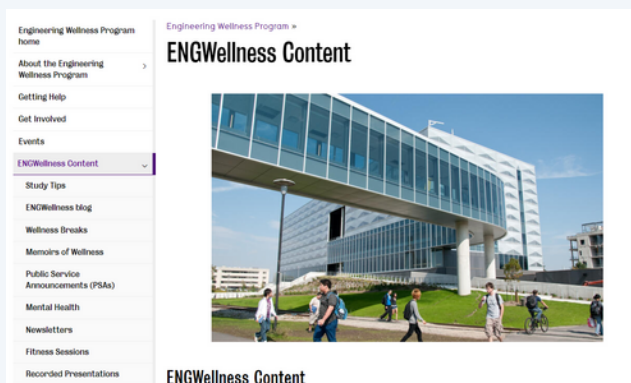 Engineering Wellness Program
home
About the Engineering
Wellness Program
Getting Help
Get Involved
Events
ENGWellness Content
Study Tips
ENGWellness blog
Wellness Breaks
Memoirs of Wellness
Public Service
Announcements (PSAs)
Mental Health
Newsletters
Fitness Sessions
Recorded Presentations
Engineering Wellness Program »
ENGWellness Content
ENGWellness Content